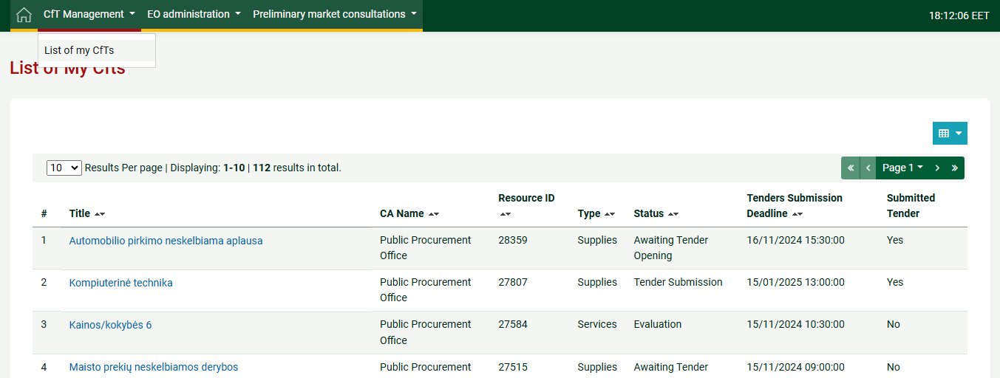 CfT Management EO administration Preliminary market consultations 18:12:06 EET
List of my CfTs
List of My Cfts
10 Results Per page | Displaying: 1-10 | 112 results in total. « ‹ Page 1 › »
# Title CA Name Resource ID Type Status Tenders Submission Deadline Submitted Tender
1 Automobilio pirkimo neskelbiama aplausa Public Procurement Office 28359 Supplies Awaiting Tender Opening 16/11/2024 15:30:00 Yes
2 Kompiuterinė technika Public Procurement Office 27807 Supplies Tender Submission 15/01/2025 13:00:00 Yes
3 Kainos/kokybės 6 Public Procurement Office 27584 Services Evaluation 15/11/2024 10:30:00 No
4 Maisto prekių neskelbiamos derybos Public Procurement 27515 Supplies Awaiting Tender 15/11/2024 09:00:00 No